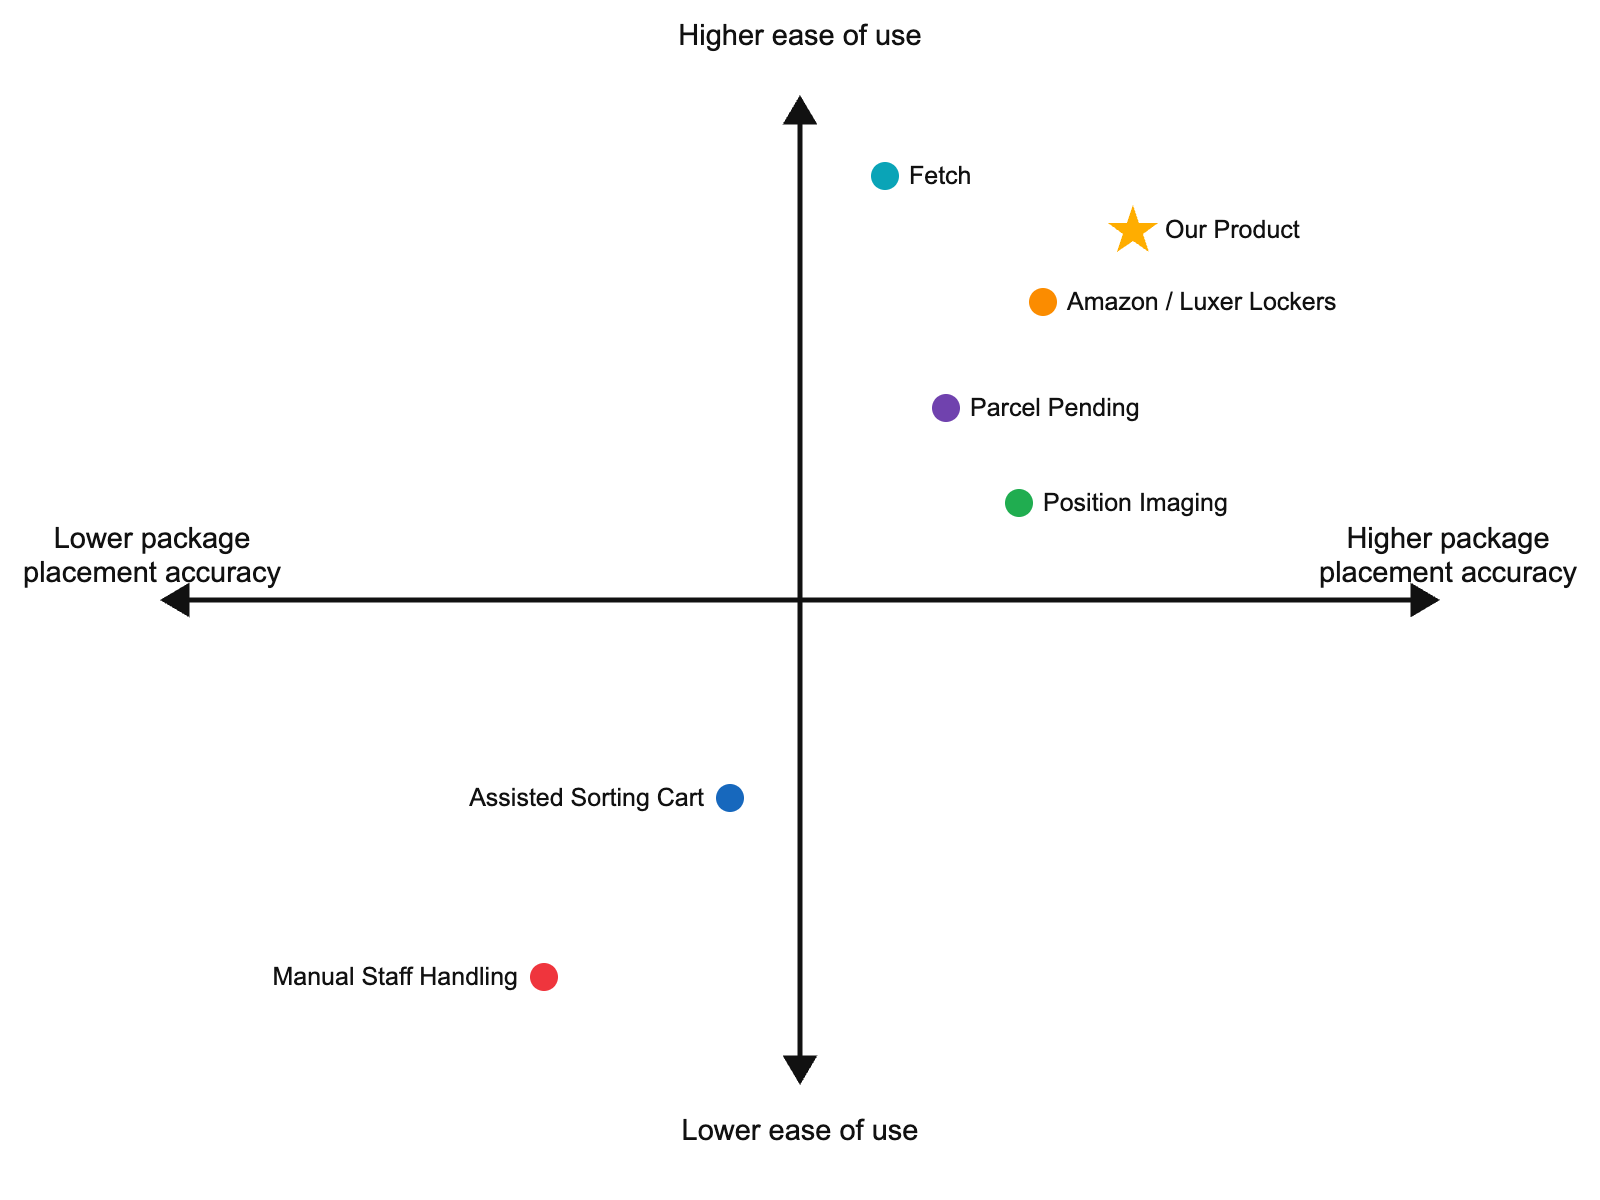 Higher ease of use
Fetch
Our Product
Amazon / Luxer Lockers
Parcel Pending
Position Imaging
Lower package
placement accuracy
Higher package
placement accuracy
Assisted Sorting Cart
Manual Staff Handling
Lower ease of use